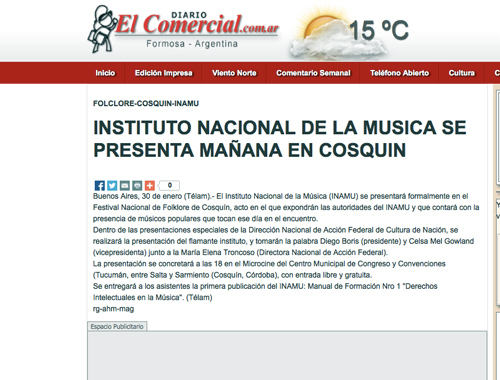 DIARIO
El Comercial.com.ar
Formosa - Argentina
15 °C
Inicio Edición Impresa Viento Norte Comentario Semanal Teléfono Abierto Cultura
FOLCLORE-COSQUIN-INAMU
INSTITUTO NACIONAL DE LA MUSICA SE
PRESENTA MAÑANA EN COSQUIN
0
Buenos Aires, 30 de enero (Télam).- El Instituto Nacional de la Música (INAMU) se presentará formalmente en el
Festival Nacional de Folklore de Cosquín, acto en el que expondrán las autoridades del INAMU y que contará con la
presencia de músicos populares que tocan ese día en el encuentro.
Dentro de las presentaciones especiales de la Dirección Nacional de Acción Federal de Cultura de Nación, se
realizará la presentación del flamante instituto, y tomarán la palabra Diego Boris (presidente) y Celsa Mel Gowland
(vicepresidenta) junto a la María Elena Troncoso (Directora Nacional de Acción Federal).
La presentación se concretará a las 18 en el Microcine del Centro Municipal de Congreso y Convenciones
(Tucumán, entre Salta y Sarmiento (Cosquín, Córdoba), con entrada libre y gratuita.
Se entregará a los asistentes la primera publicación del INAMU: Manual de Formación Nro 1 "Derechos
Intelectuales en la Música". (Télam)
rg-ahm-mag
Espacio Publicitario